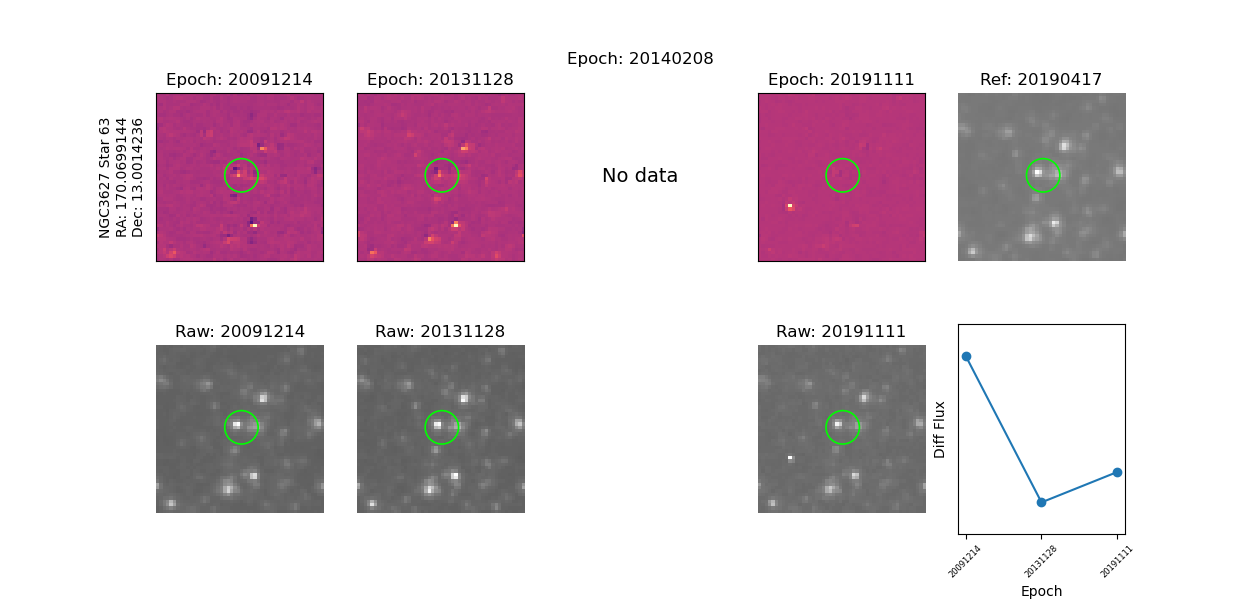 Epoch: 20140208
Epoch: 20091214
Epoch: 20131128
Epoch: 20191111
Ref: 20190417
NGC3627 Star 63
RA: 170.0699144
Dec: 13.0014236
No data
Raw: 20091214
Raw: 20131128
Raw: 20191111
Diff Flux
20091214
20131128
20191111
Epoch